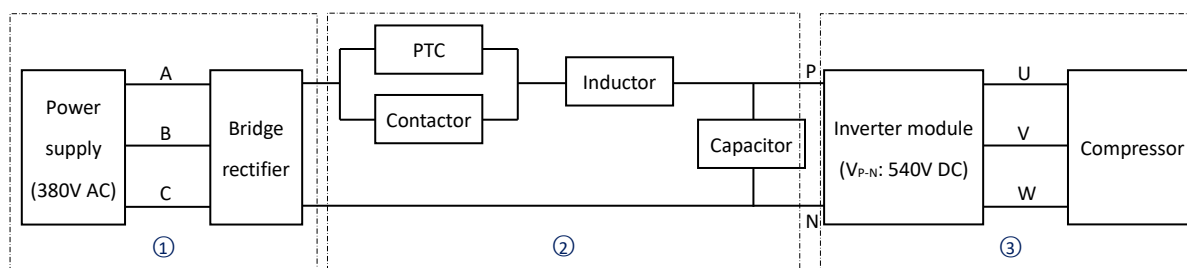 Power
supply
(380V AC)
A
B
C
Bridge
rectifier
PTC
Contactor
Inductor
Capacitor
P
N
Inverter module
(VP-N: 540V DC)
U
V
W
Compressor
①
②
③